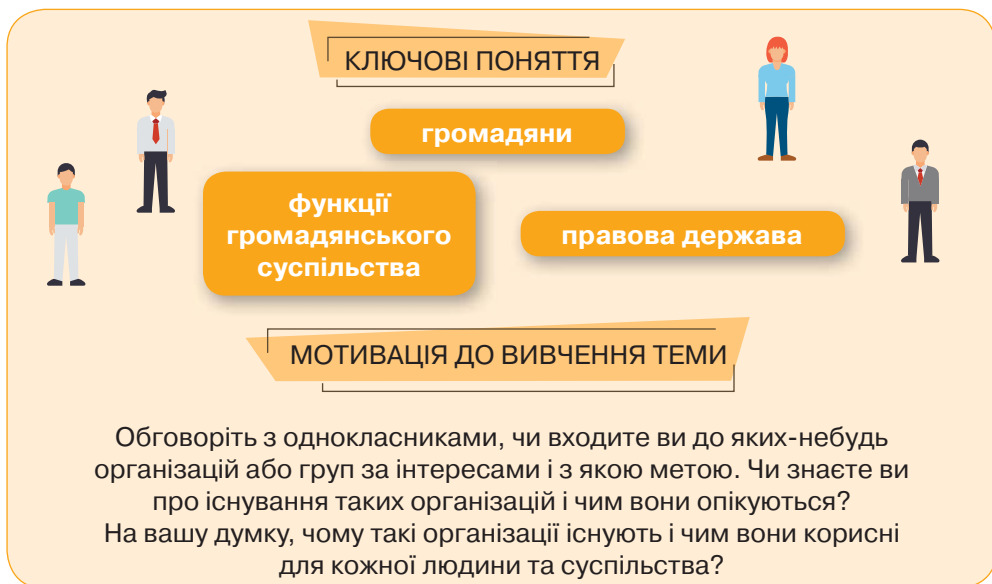 КЛЮЧОВІ ПОНЯТТЯ
громадяни
функції
громадянського
суспільства
правова держава
МОТИВАЦІЯ ДО ВИВЧЕННЯ ТЕМИ
Обговоріть з однокласниками, чи входите ви до яких-небудь
організацій або груп за інтересами і з якою метою. Чи знаєте ви
про існування таких організацій і чим вони опікуються?
На вашу думку, чому такі організації існують і чим вони корисні
для кожної людини та суспільства?